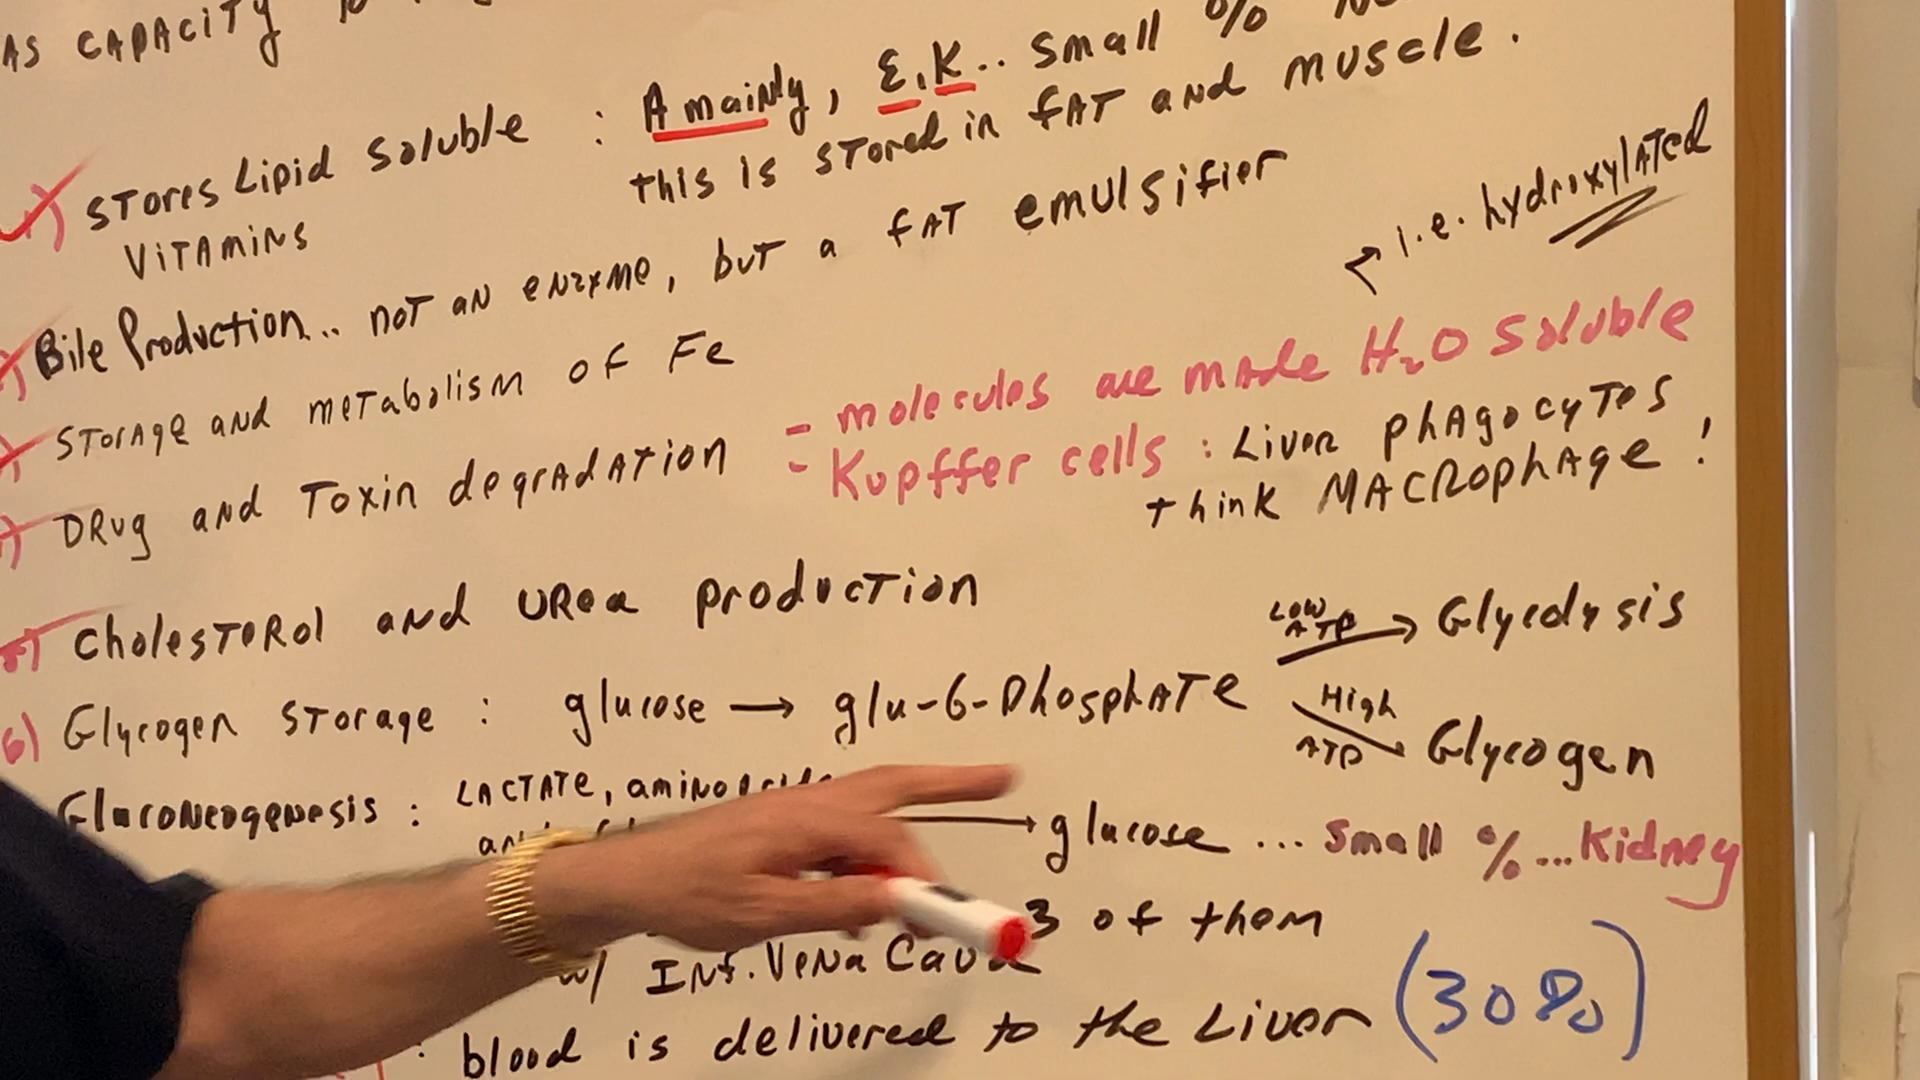 AS CAPACITY to
STORES Lipid Soluble : A mainly, E, K.. small %
VITAMINS this is stored in fAT and muscle.
Bile Production.. not an enzyme, but a fAT emulsifier
i.e. hydroxylated
Storage and metabolism of Fe
Drug and Toxin degradation - molecules are made H2O soluble
- Kupffer cells : Liver phagocytes
think MACROphage!
Cholesterol and urea production
6) Glycogen storage : glucose → glu-6-phosphate
Low ATP → Glycolysis
High ATP → Glycogen
Gluconeogenesis : Lactate, amino acids
→ glucose ... small % ... Kidney
3 of them
w/ Inf. Vena Cava
: blood is delivered to the Liver (30%)